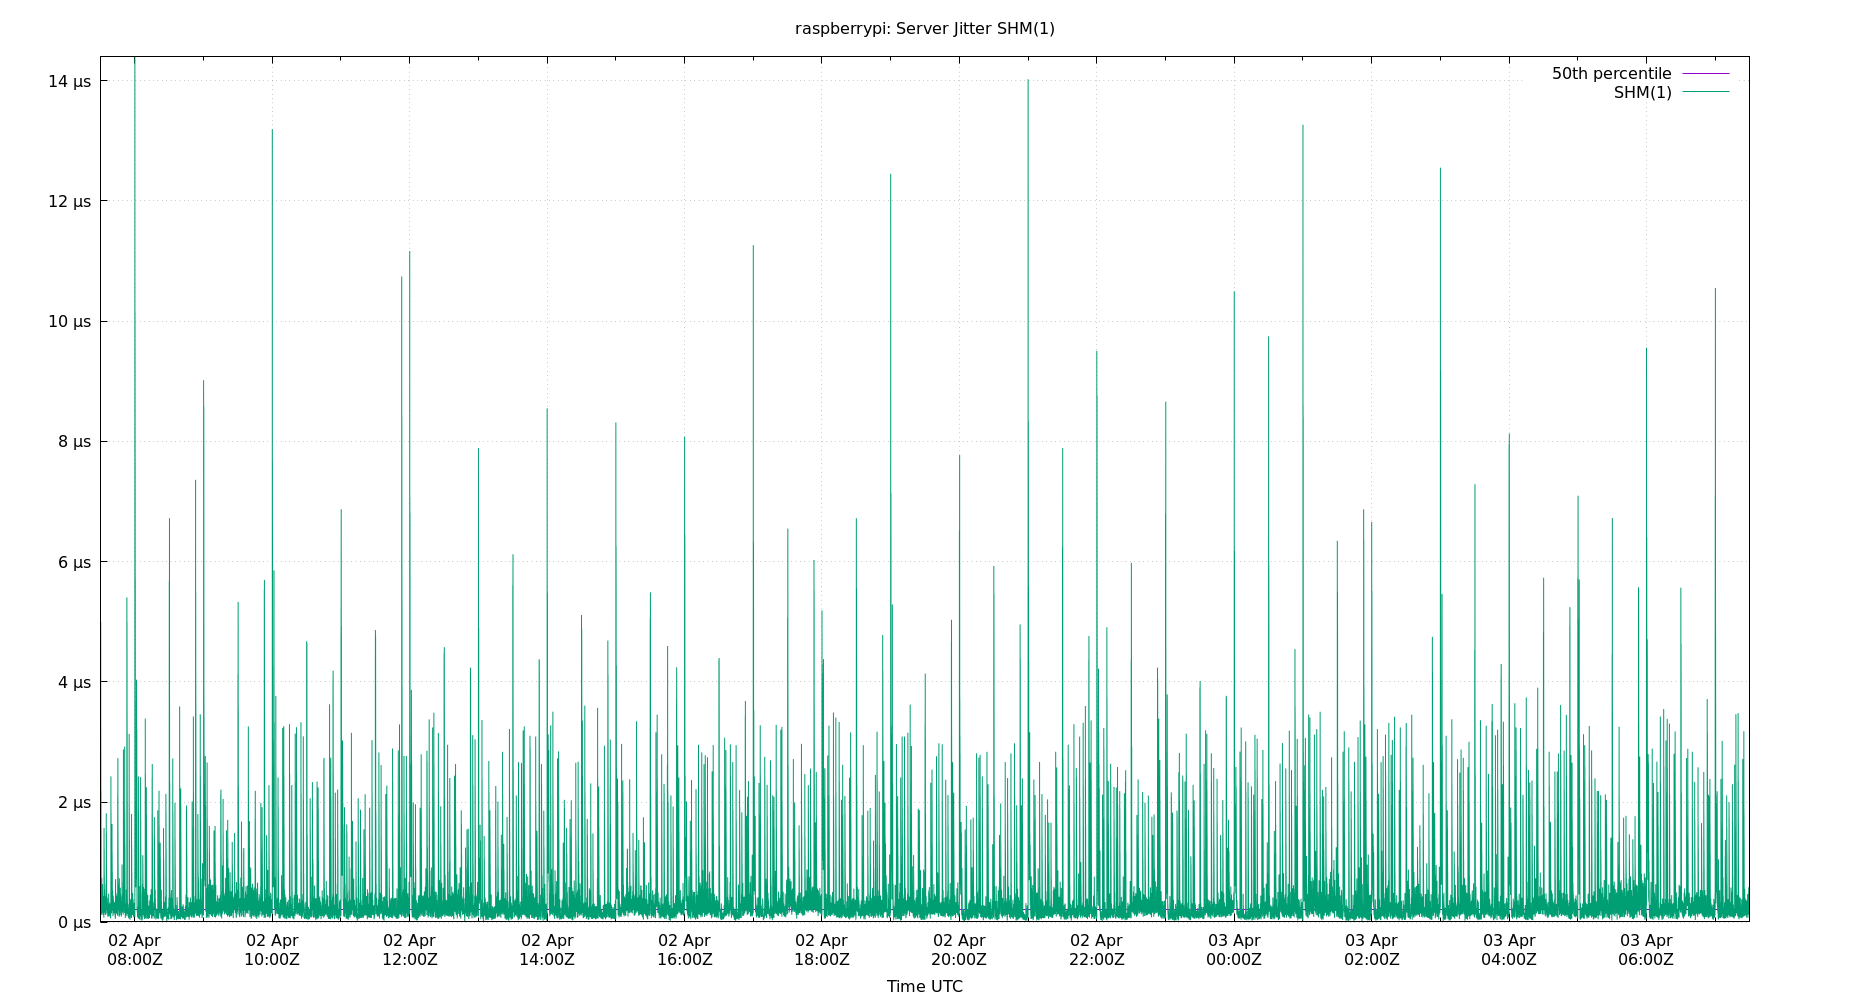 raspberrypi: Server Jitter SHM(1)
50th percentile
SHM(1)
14 µs
12 µs
10 µs
8 µs
6 µs
4 µs
2 µs
0 µs
02 Apr
08:00Z
02 Apr
10:00Z
02 Apr
12:00Z
02 Apr
14:00Z
02 Apr
16:00Z
02 Apr
18:00Z
02 Apr
20:00Z
02 Apr
22:00Z
03 Apr
00:00Z
03 Apr
02:00Z
03 Apr
04:00Z
03 Apr
06:00Z
Time UTC